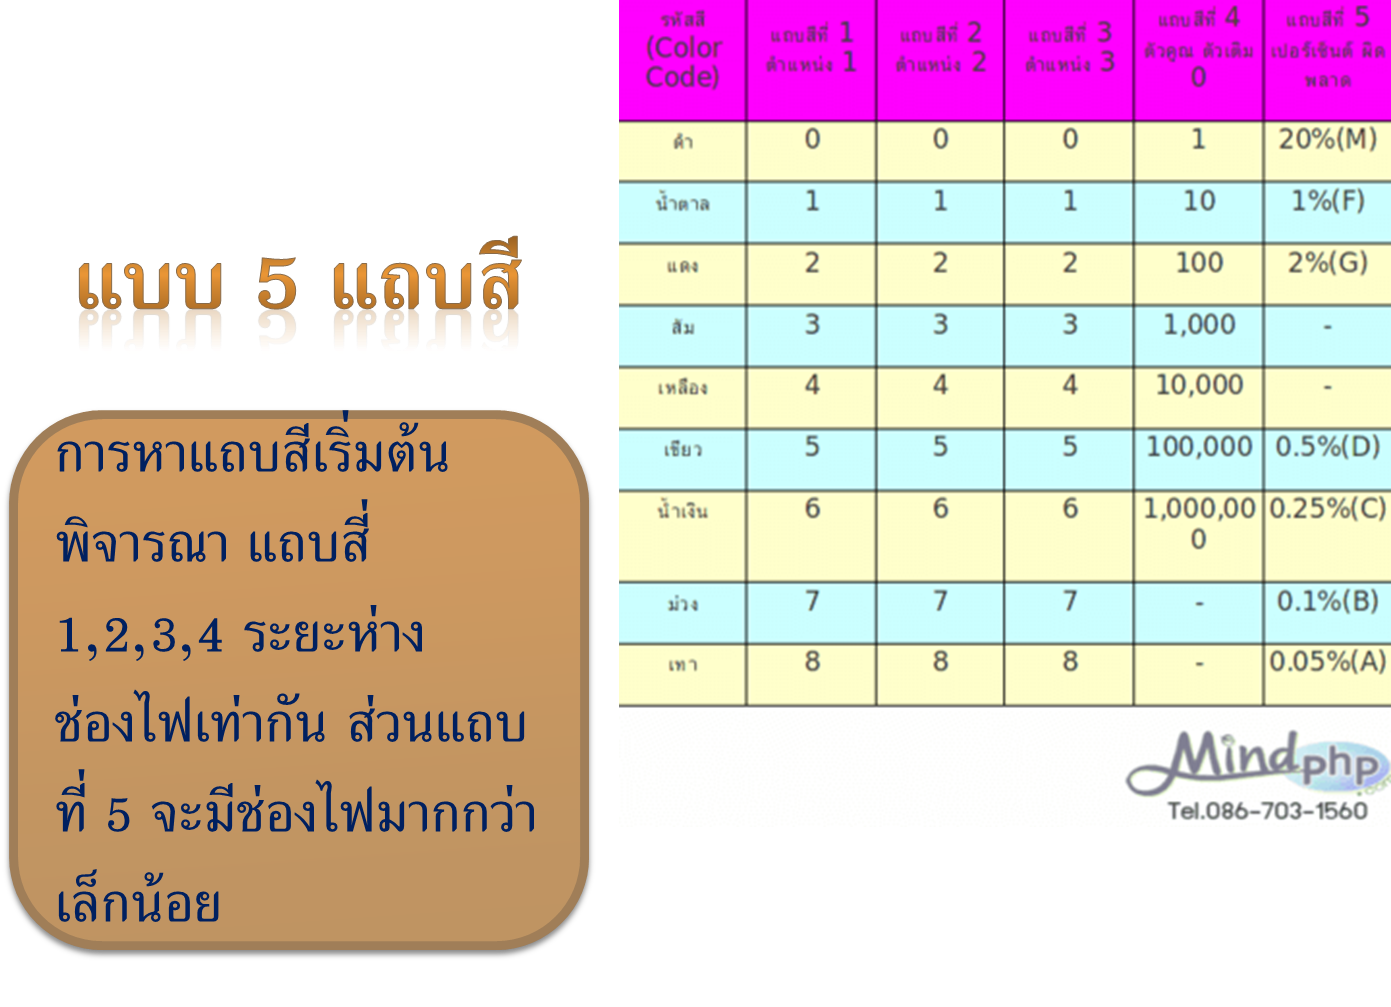 แบบ 5 แถบสี
การหาแถบสีเริ่มต้น
พิจารณา แถบสี่
1,2,3,4 ระยะห่าง
ช่องไฟเท่ากัน ส่วนแถบ
ที่ 5 จะมีช่องไฟมากกว่า
เล็กน้อย
รหัสสี (Color Code) แถบสีที่ 1 ตำแหน่ง 1 แถบสีที่ 2 ตำแหน่ง 2 แถบสีที่ 3 ตำแหน่ง 3 แถบสีที่ 4 ตัวคูณ ตัวเติม 0 แถบสีที่ 5 เปอร์เซ็นต์ ผิดพลาด
ดำ 0 0 0 1 20%(M)
น้ำตาล 1 1 1 10 1%(F)
แดง 2 2 2 100 2%(G)
ส้ม 3 3 3 1,000 -
เหลือง 4 4 4 10,000 -
เขียว 5 5 5 100,000 0.5%(D)
น้ำเงิน 6 6 6 1,000,000 0.25%(C)
ม่วง 7 7 7 - 0.1%(B)
เทา 8 8 8 - 0.05%(A)
Mindphp.com
Tel.086-703-1560